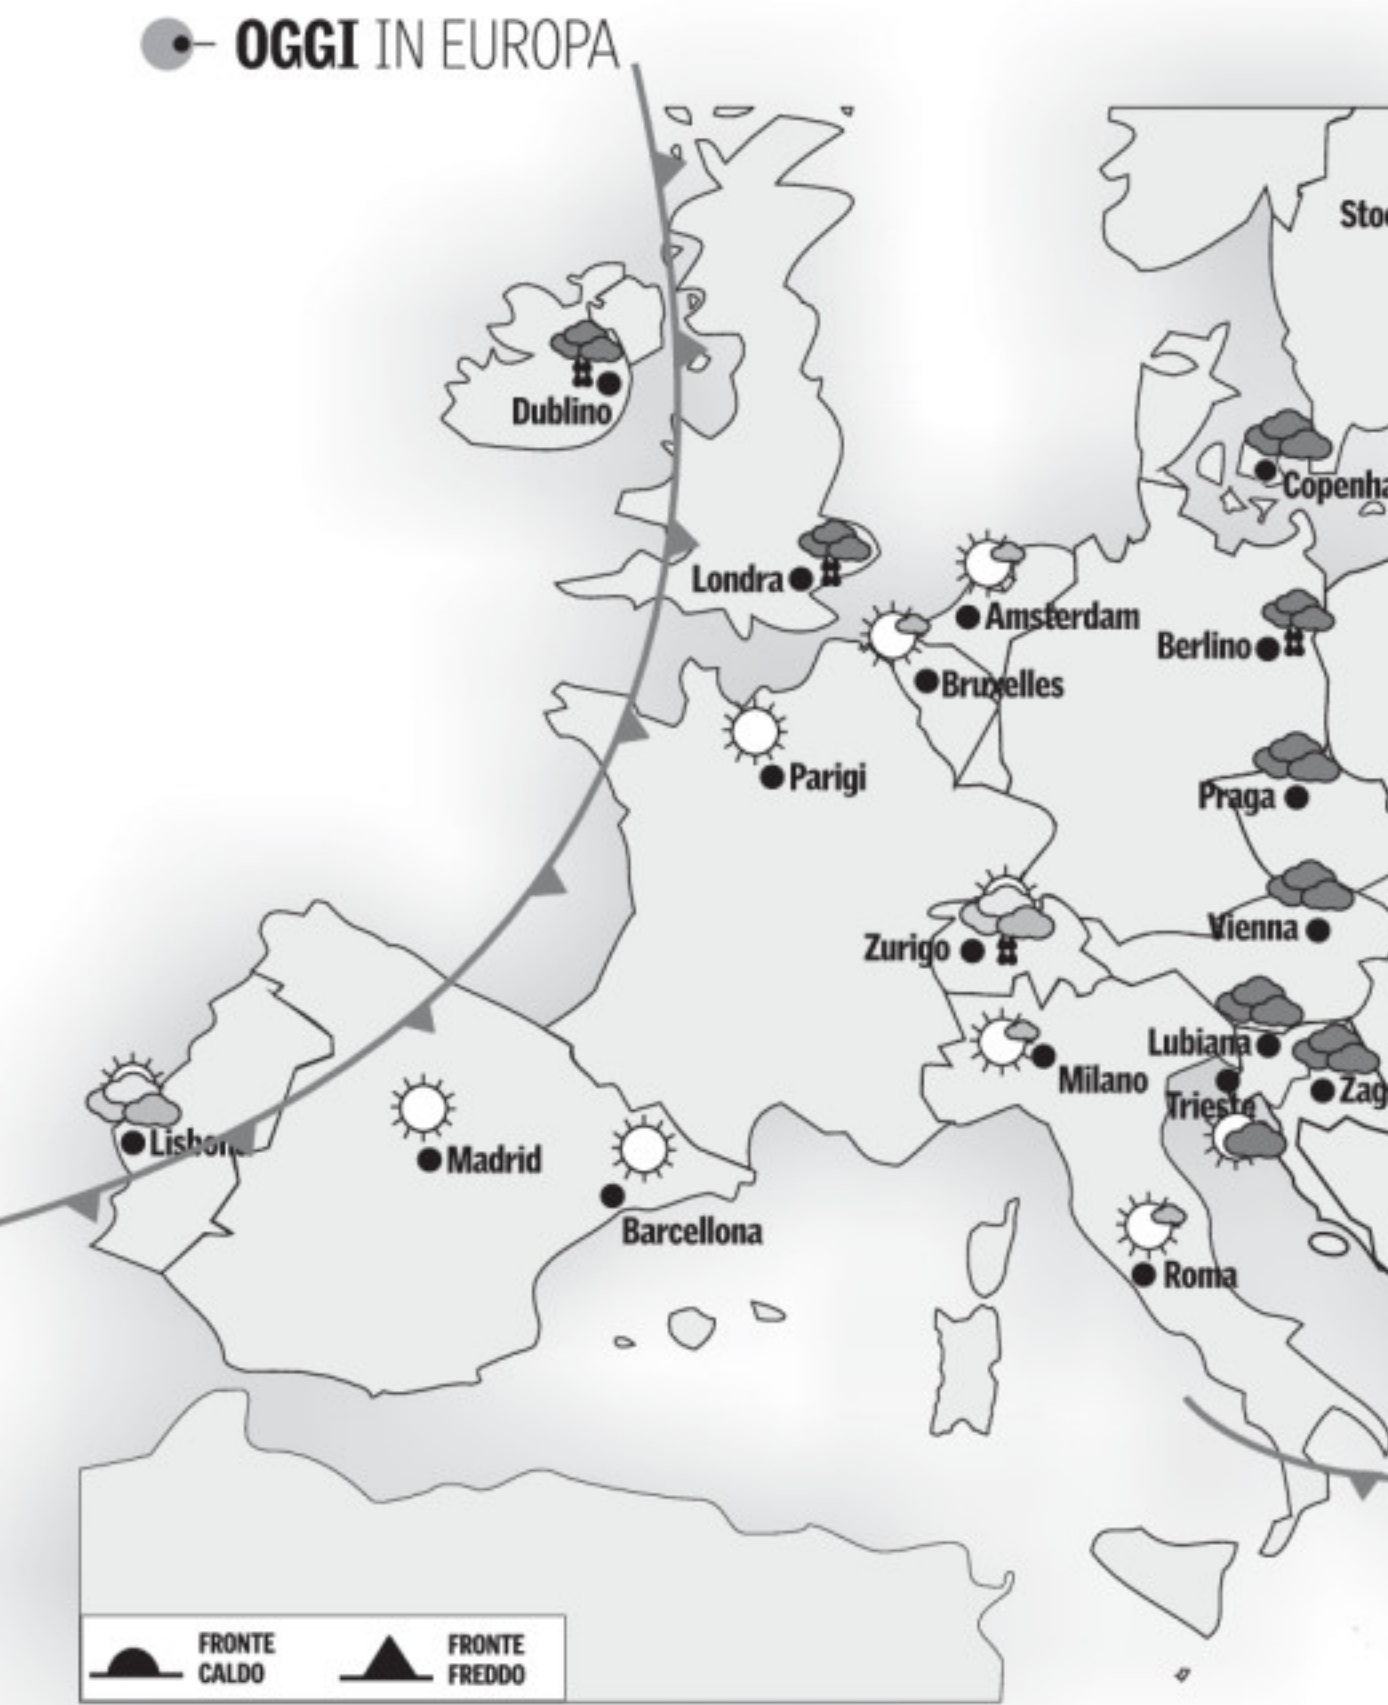 OGGI IN EUROPA
Dublino
Londra
Amsterdam
Bruxelles
Berlino
Parigi
Praga
Vienna
Zurigo
Lubiana
Milano
Trieste
Madrid
Barcellona
Roma
FRONTE
CALDO
FRONTE
FREDDO